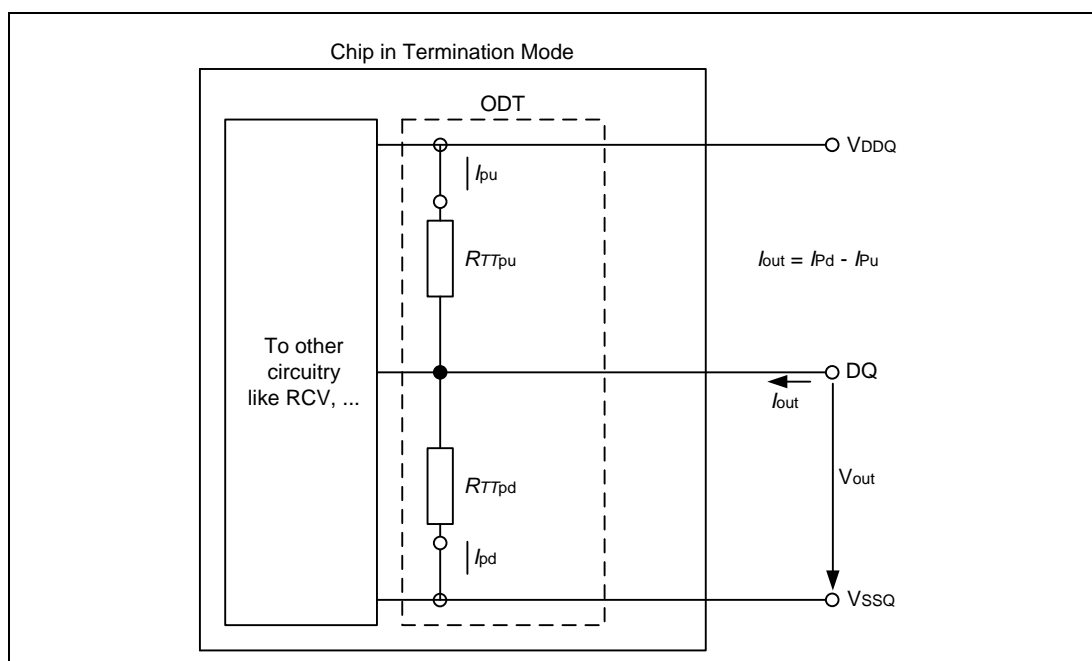 Chip in Termination Mode
ODT
VDDQ
Ipu
RTTpu
Iout = IPd - IPu
To other
circuitry
like RCV, ...
DQ
Iout
RTTpd
Vout
Ipd
VSSQ